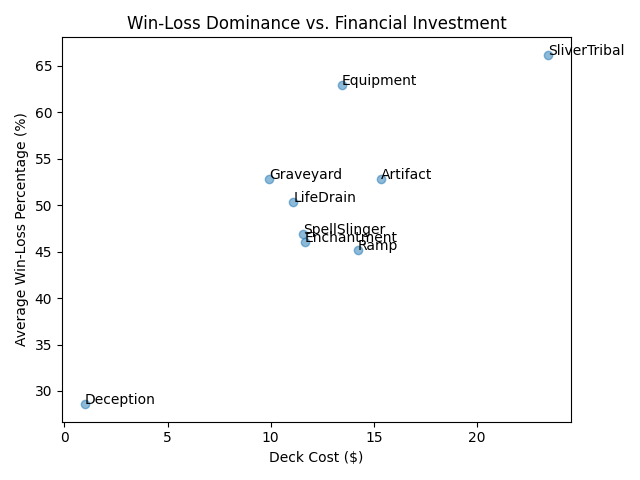 Win-Loss Dominance vs. Financial Investment
SliverTribal
Equipment
Graveyard
Artifact
LifeDrain
SpellSlinger
Enchantment
Ramp
Deception
65
60
55
50
45
40
35
30
Average Win-Loss Percentage (%)
0 5 10 15 20
Deck Cost ($)